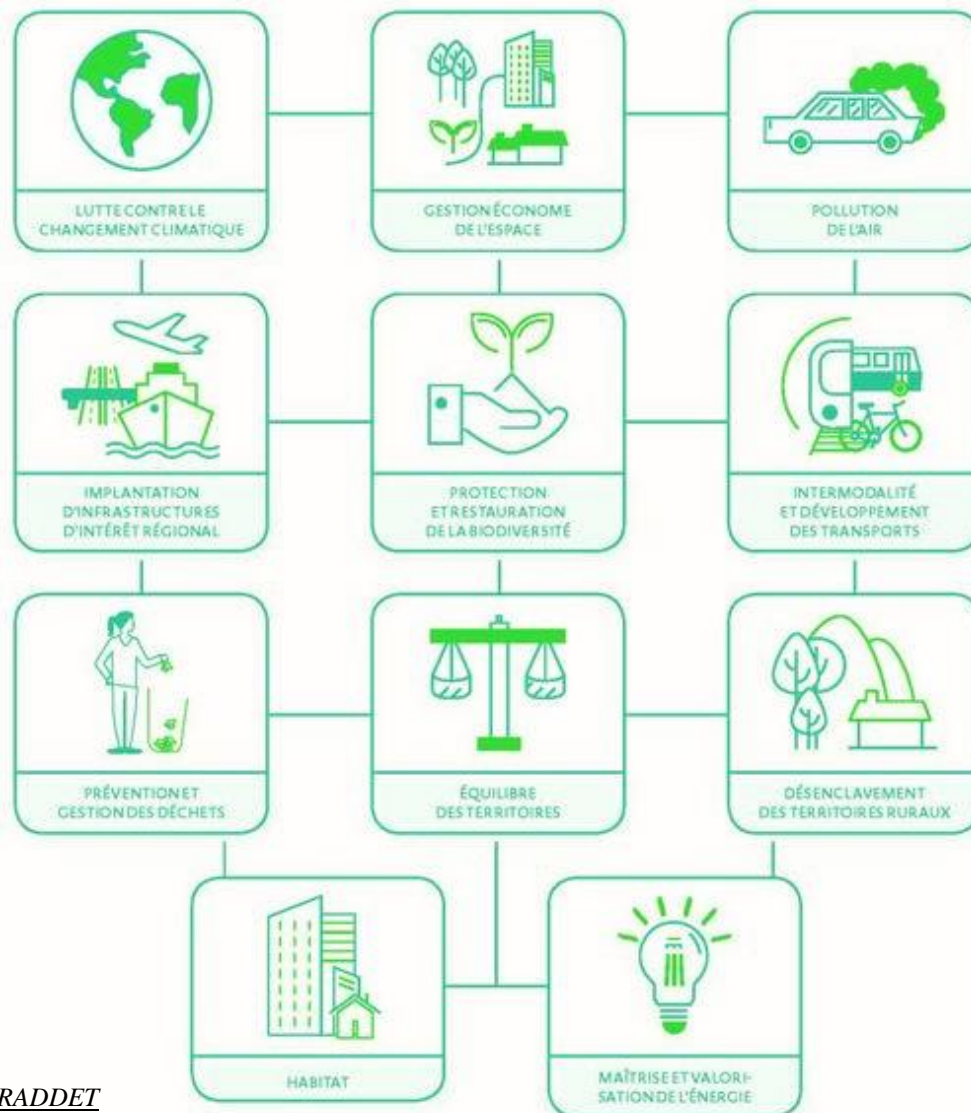 LUTTE CONTRE LE
CHANGEMENT CLIMATIQUE
GESTION ÉCONOME
DE L'ESPACE
POLLUTION
DE L'AIR
IMPLANTATION
D'INFRASTRUCTURES
D'INTÉRÊT RÉGIONAL
PROTECTION
ET RESTAURATION
DE LA BIODIVERSITÉ
INTERMODALITÉ
ET DÉVELOPPEMENT
DES TRANSPORTS
PRÉVENTION ET
GESTION DES DÉCHETS
ÉQUILIBRE
DES TERRITOIRES
DÉSENCLAVEMENT
DES TERRITOIRES RURAUX
HABITAT
MAÎTRISE ET VALORI-
SATION DE L'ÉNERGIE
RADDET